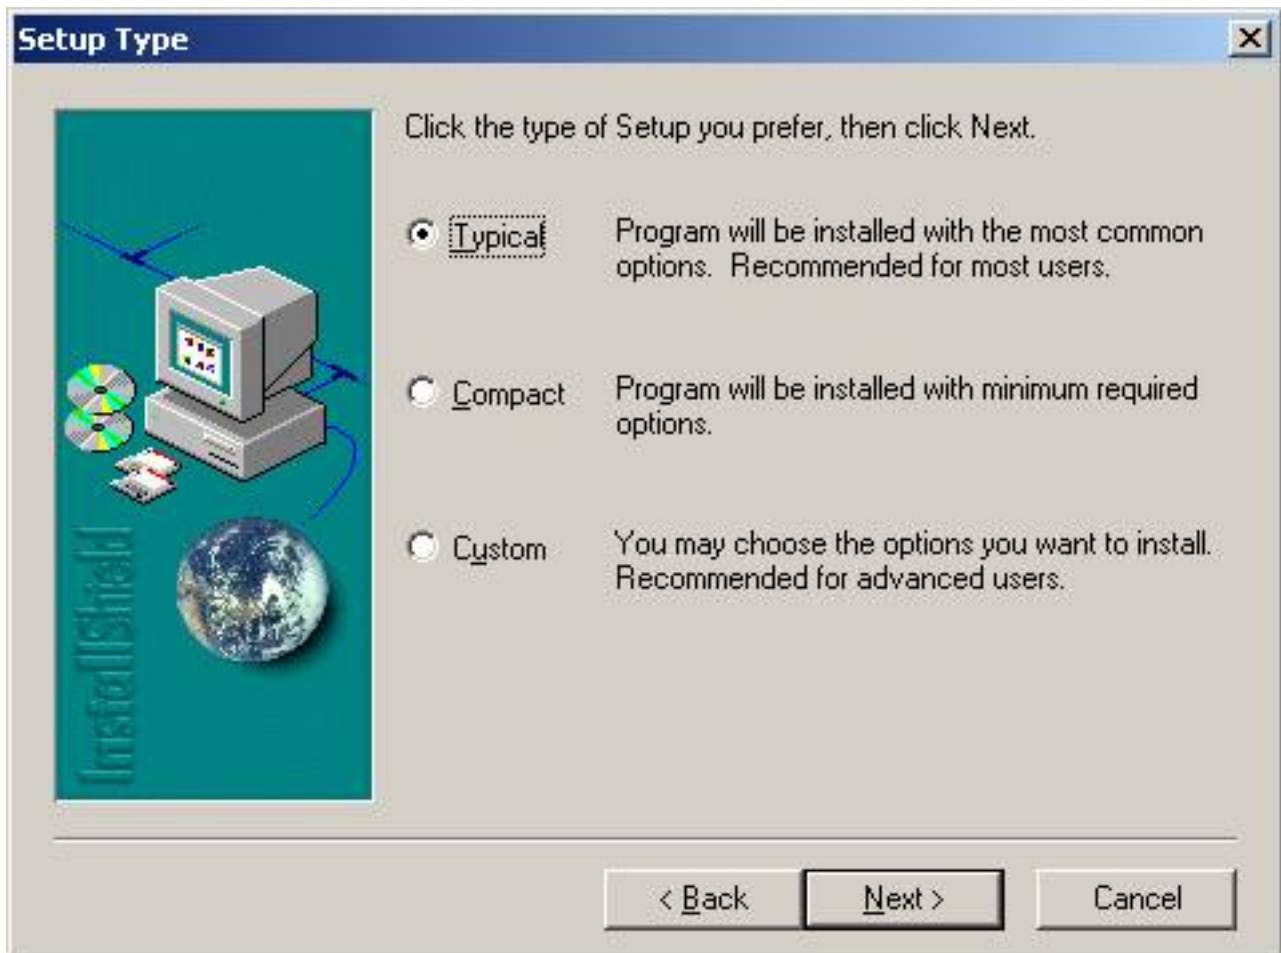 Setup Type
Click the type of Setup you prefer, then click Next.
Typical
Program will be installed with the most common
options.  Recommended for most users.
Compact
Program will be installed with minimum required
options.
Custom
You may choose the options you want to install.
Recommended for advanced users.
InstallShield
< Back
Next >
Cancel